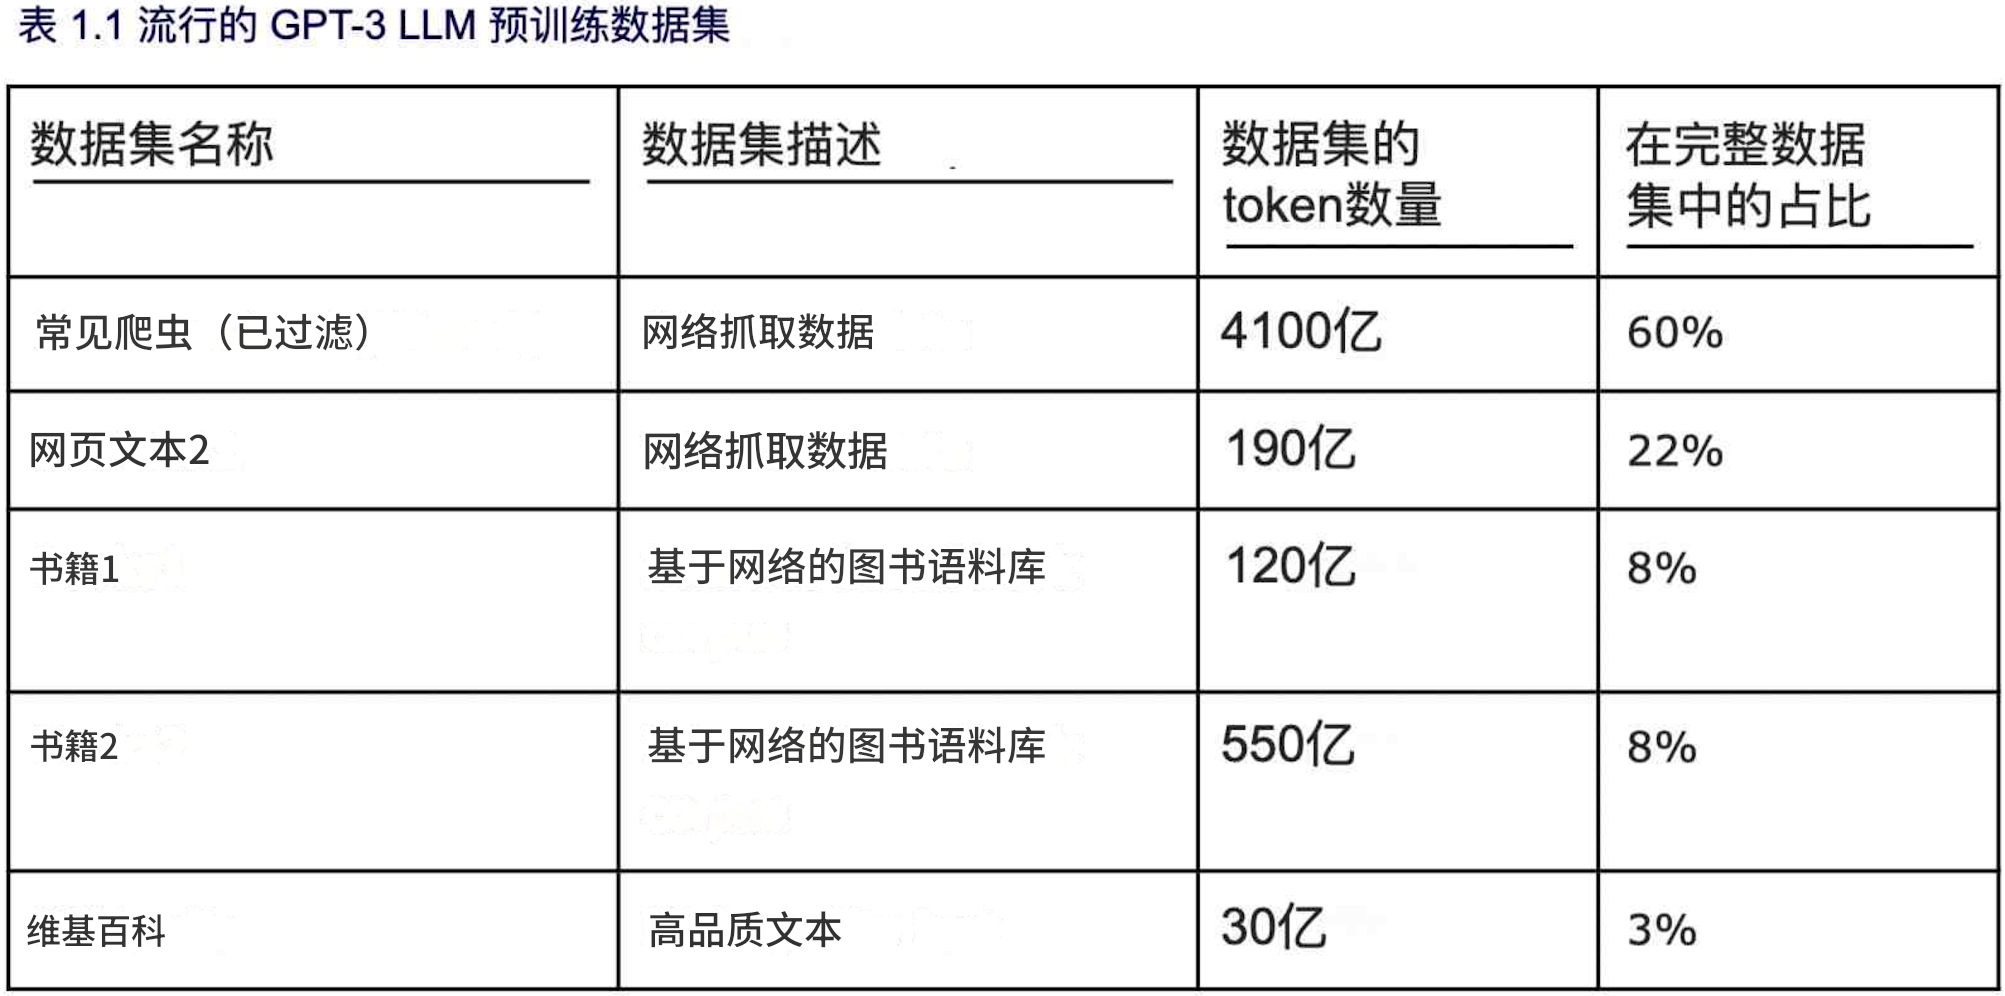 表 1.1 流行的 GPT-3 LLM 预训练数据集
数据集名称
数据集描述
数据集的
token数量
在完整数据
集中的占比
常见爬虫（已过滤）
网络抓取数据
4100亿
60%
网页文本2
网络抓取数据
190亿
22%
书籍1
基于网络的图书语料库
120亿
8%
书籍2
基于网络的图书语料库
550亿
8%
维基百科
高品质文本
30亿
3%